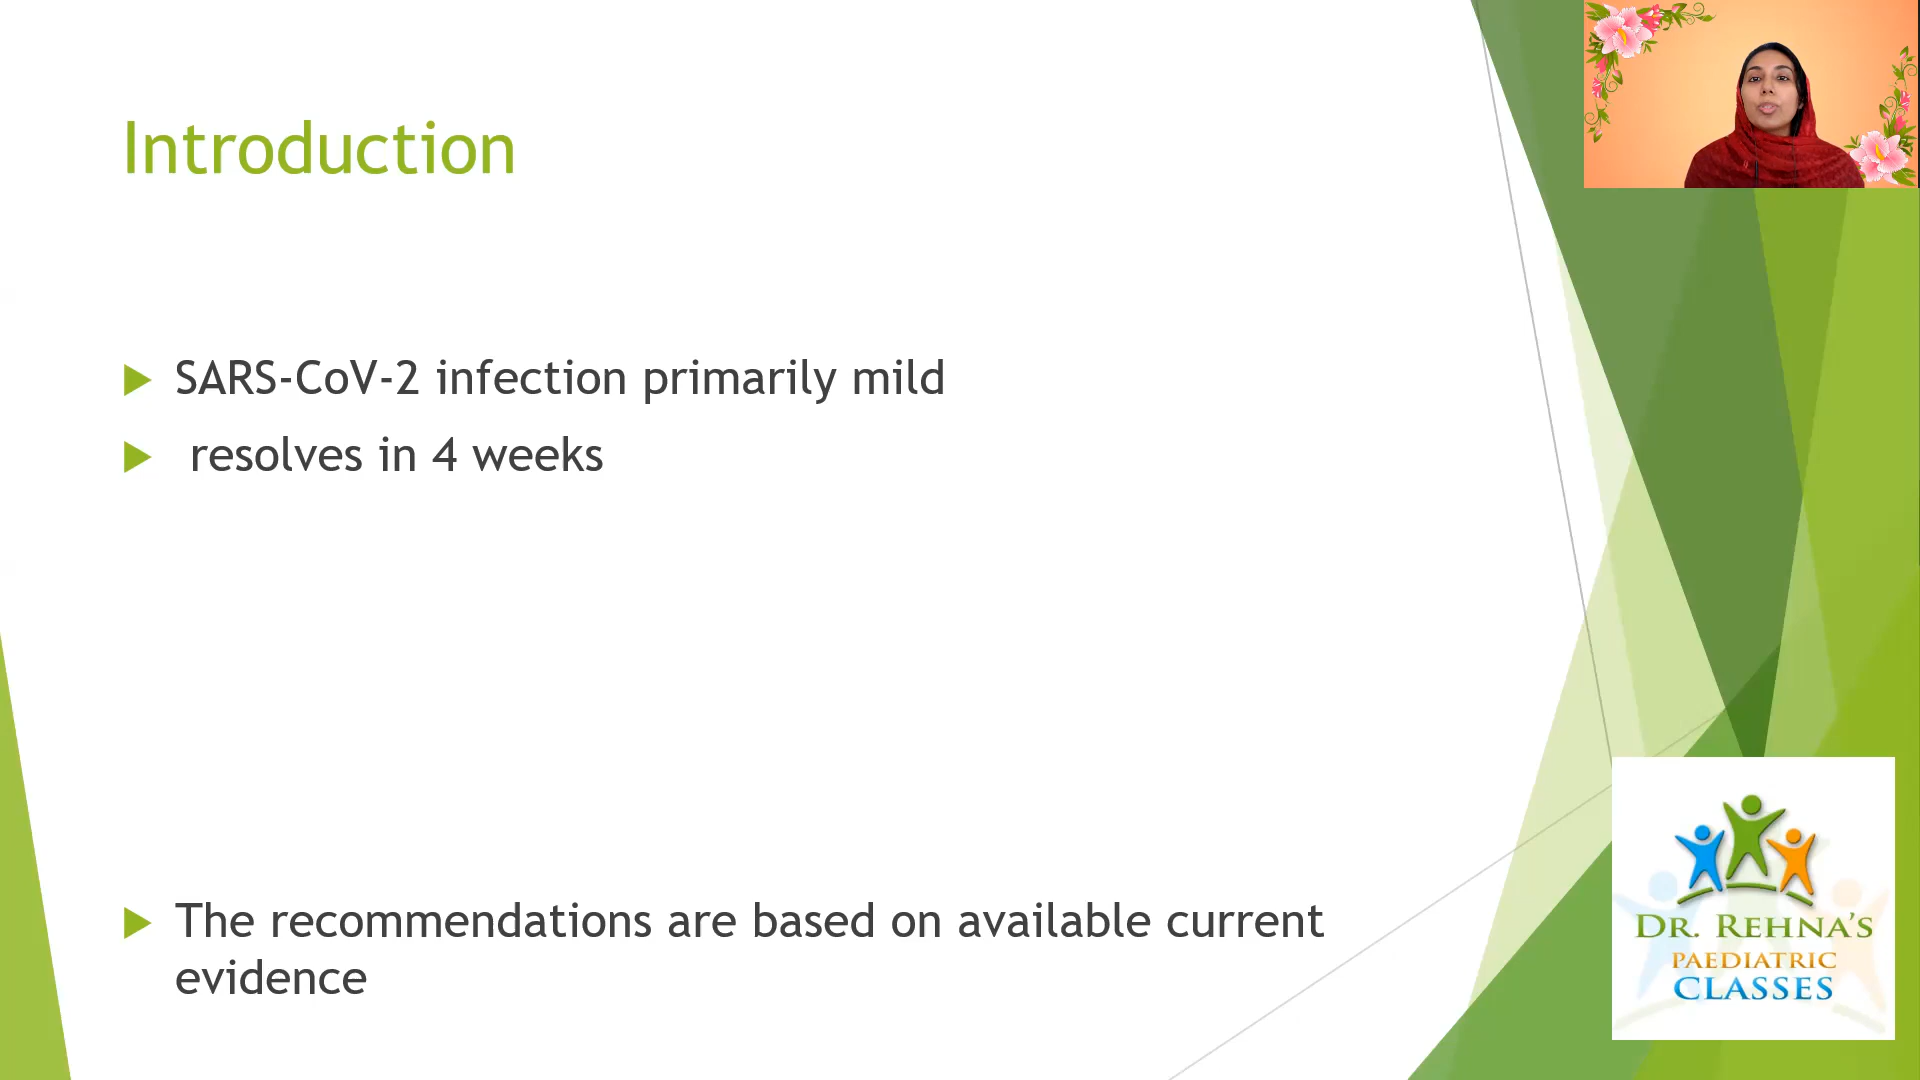 Introduction
SARS-CoV-2 infection primarily mild
resolves in 4 weeks
The recommendations are based on available current
evidence
DR. REHNA'S
PAEDIATRIC
CLASSES